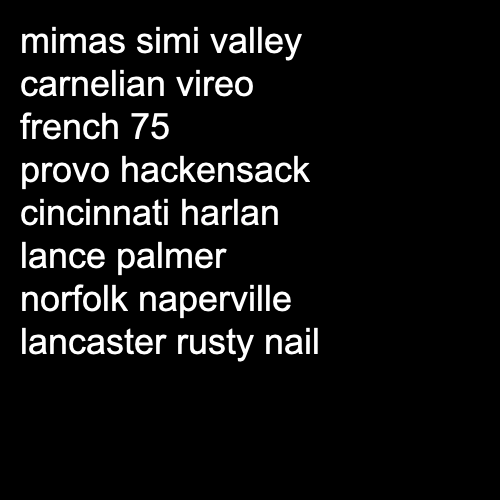 mimas simi valley
carnelian vireo
french 75
provo hackensack
cincinnati harlan
lance palmer
norfolk naperville
lancaster rusty nail